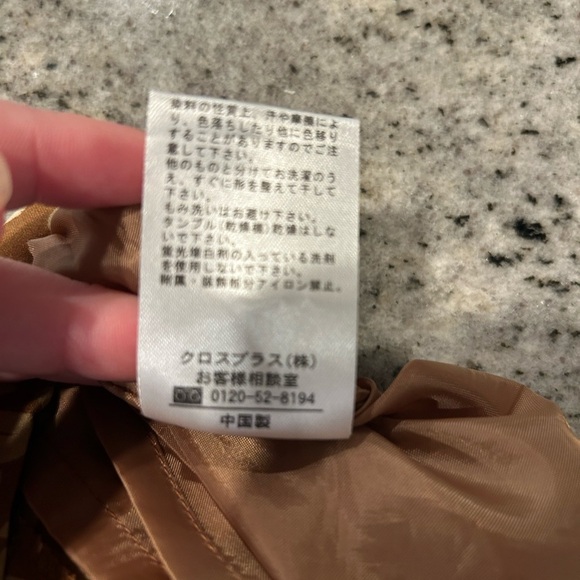 染料の性質上、汗や摩擦によ
り、色落ちしたり他に色移り
することがありますのでご注
意して下さい。
他のものと分けてお洗濯のう
え、すぐに形を整えて干して
下さい。
もみ洗いはお避け下さい。
タンブル(乾燥機)乾燥はしな
いで下さい。
蛍光増白剤の入っている洗剤
を使用しないで下さい。
附属・装飾部分アイロン禁止。
クロスプラス(株)
お客様相談室
0120-52-8194
中国製